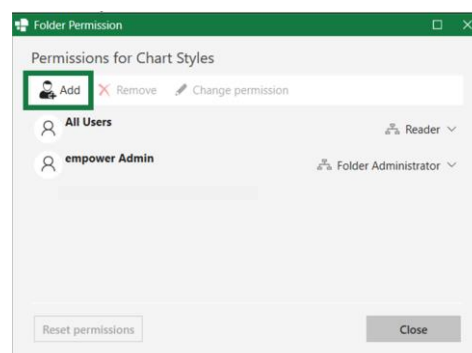 Folder Permission
Permissions for Chart Styles
Add Remove Change permission
All Users Reader
empower Admin Folder Administrator
Reset permissions Close